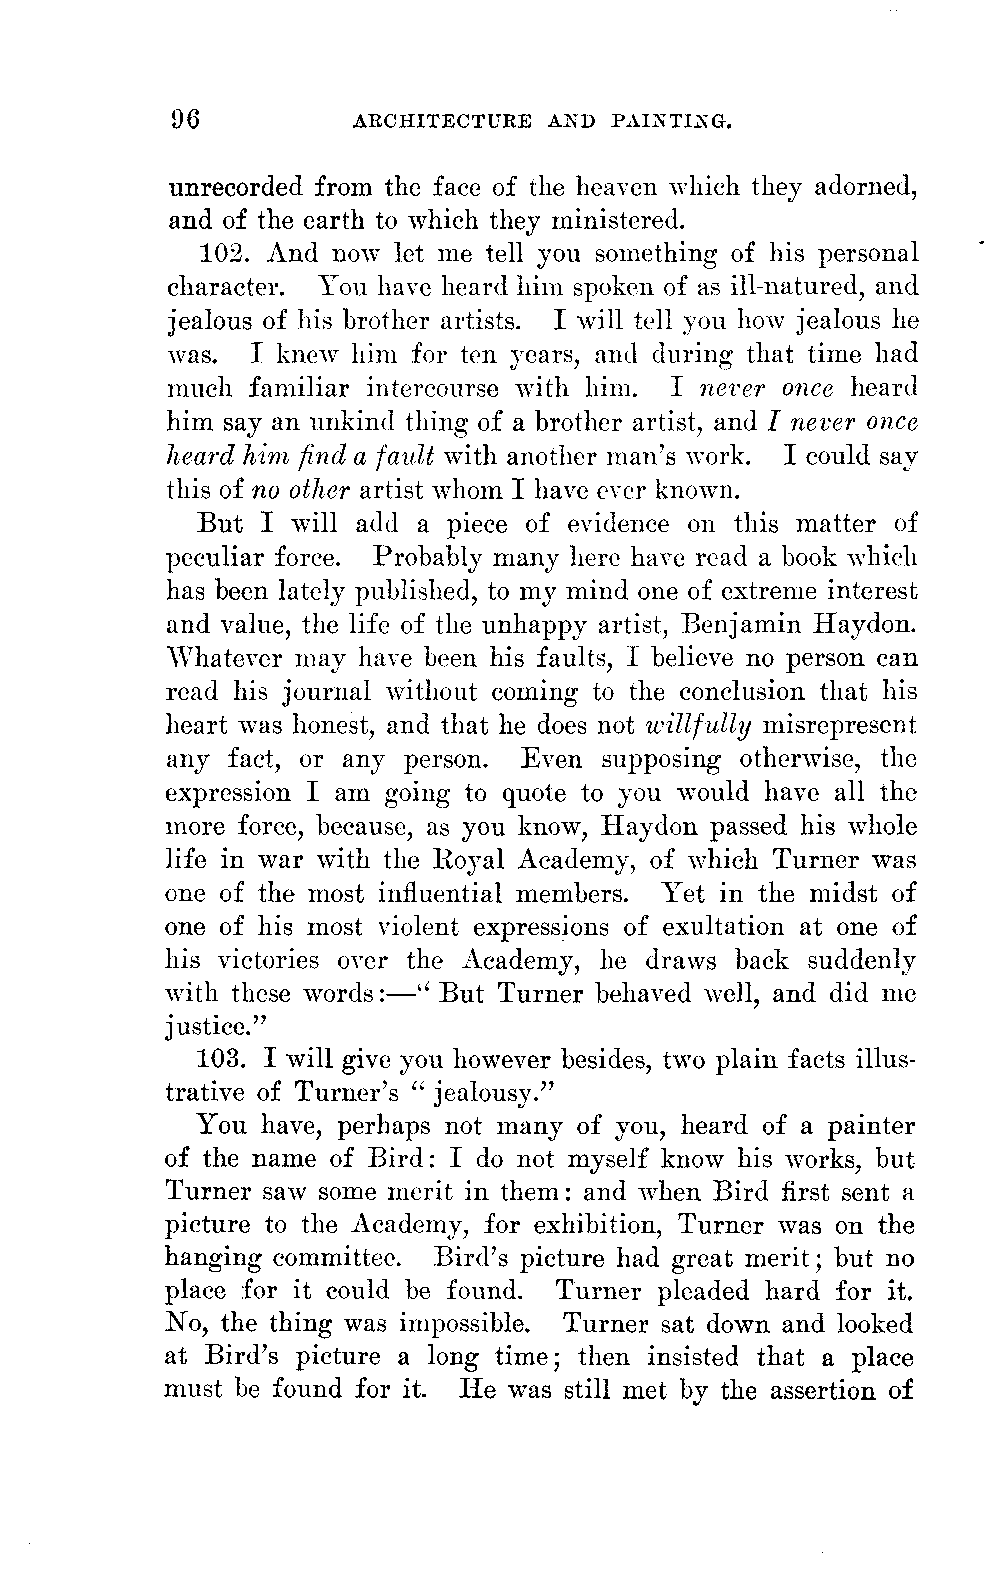 96 ARCHITECTURE AND PAINTING.
unrecorded from the face of the heaven which they adorned,
and of the earth to which they ministered.
102. And now let me tell you something of his personal
character. You have heard him spoken of as ill-natured, and
jealous of his brother artists. I will tell you how jealous he
was. I knew him for ten years, and during that time had
much familiar intercourse with him. I never once heard
him say an unkind thing of a brother artist, and I never once
heard him find a fault with another man's work. I could say
this of no other artist whom I have ever known.
But I will add a piece of evidence on this matter of
peculiar force. Probably many here have read a book which
has been lately published, to my mind one of extreme interest
and value, the life of the unhappy artist, Benjamin Haydon.
Whatever may have been his faults, I believe no person can
read his journal without coming to the conclusion that his
heart was honest, and that he does not willfully misrepresent
any fact, or any person. Even supposing otherwise, the
expression I am going to quote to you would have all the
more force, because, as you know, Haydon passed his whole
life in war with the Royal Academy, of which Turner was
one of the most influential members. Yet in the midst of
one of his most violent expressions of exultation at one of
his victories over the Academy, he draws back suddenly
with these words:—"But Turner behaved well, and did me
justice."
103. I will give you however besides, two plain facts illus-
trative of Turner's "jealousy."
You have, perhaps not many of you, heard of a painter
of the name of Bird: I do not myself know his works, but
Turner saw some merit in them: and when Bird first sent a
picture to the Academy, for exhibition, Turner was on the
hanging committee. Bird's picture had great merit; but no
place for it could be found. Turner pleaded hard for it.
No, the thing was impossible. Turner sat down and looked
at Bird's picture a long time; then insisted that a place
must be found for it. He was still met by the assertion of